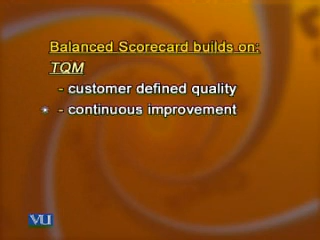 Balanced Scorecard builds on:
TQM
- customer defined quality
- continuous improvement
VU